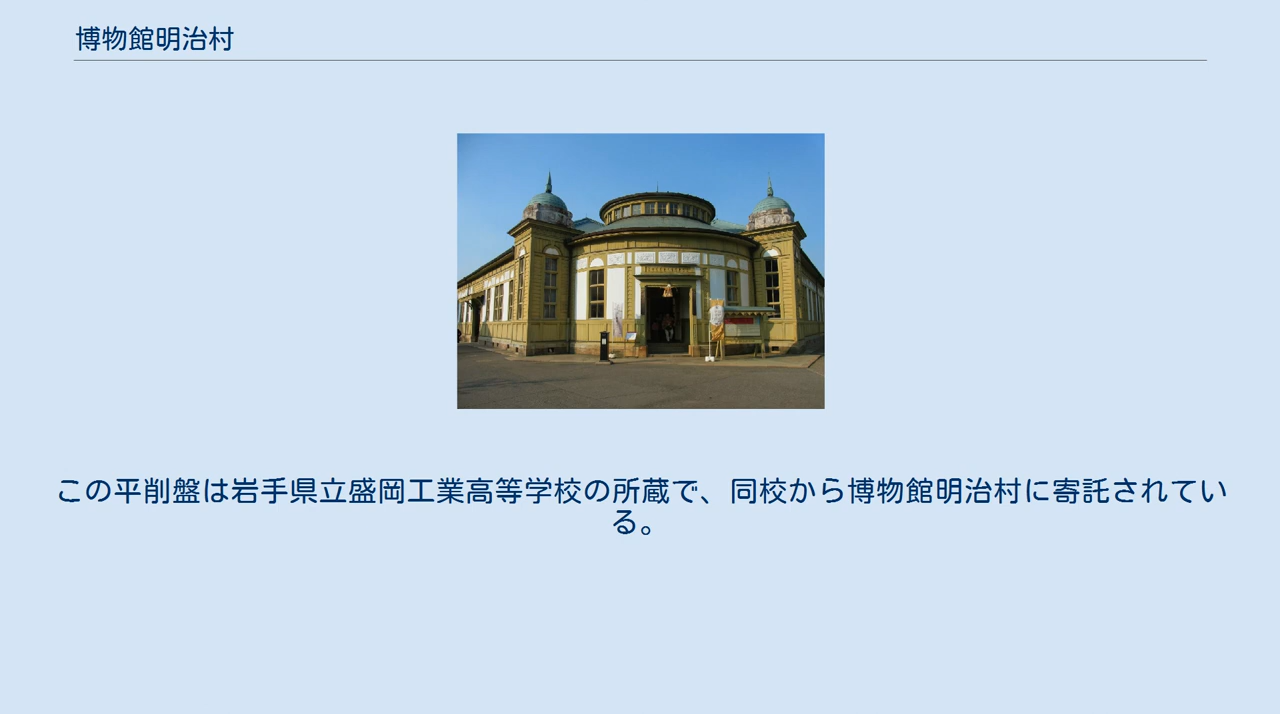 博物館明治村
この平削盤は岩手県立盛岡工業高等学校の所蔵で、同校から博物館明治村に寄託されてい
る。